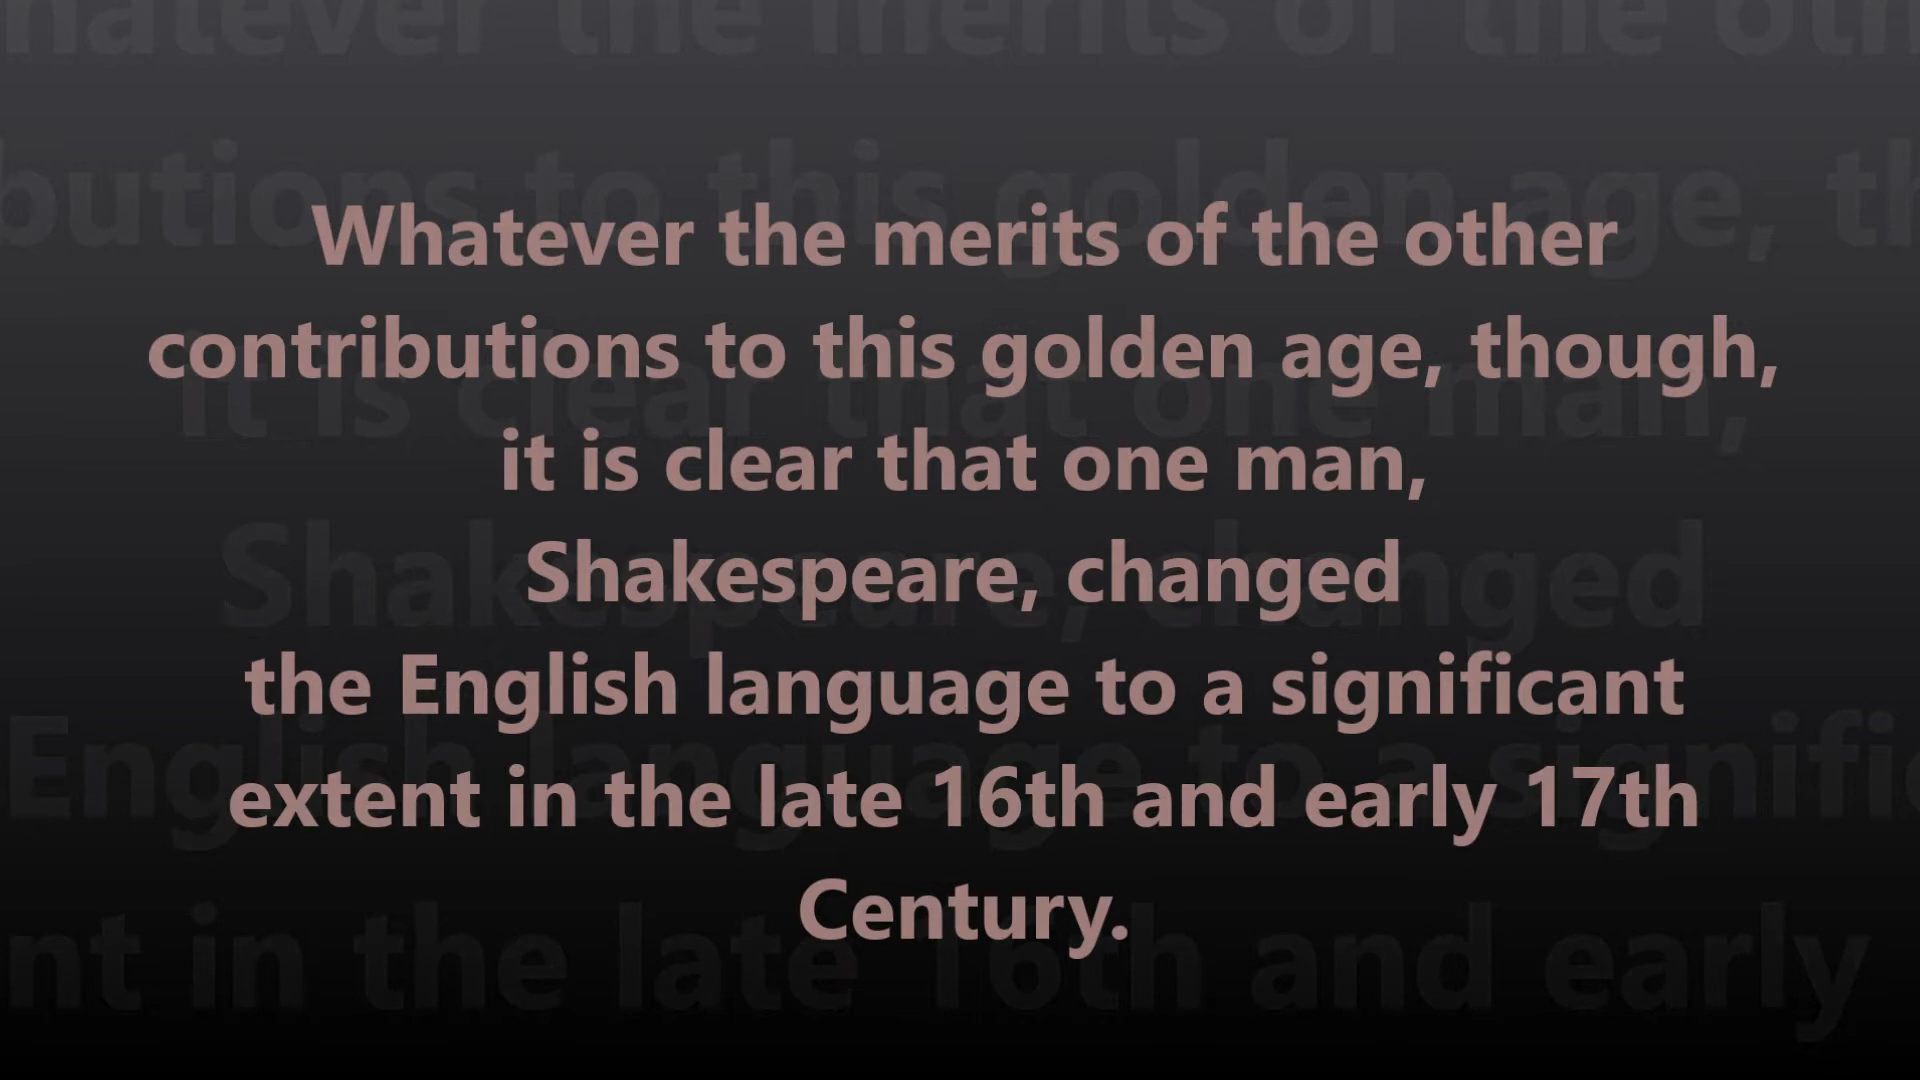 Whatever the merits of the other
contributions to this golden age, though,
it is clear that one man,
Shakespeare, changed
the English language to a significant
extent in the late 16th and early 17th
Century.